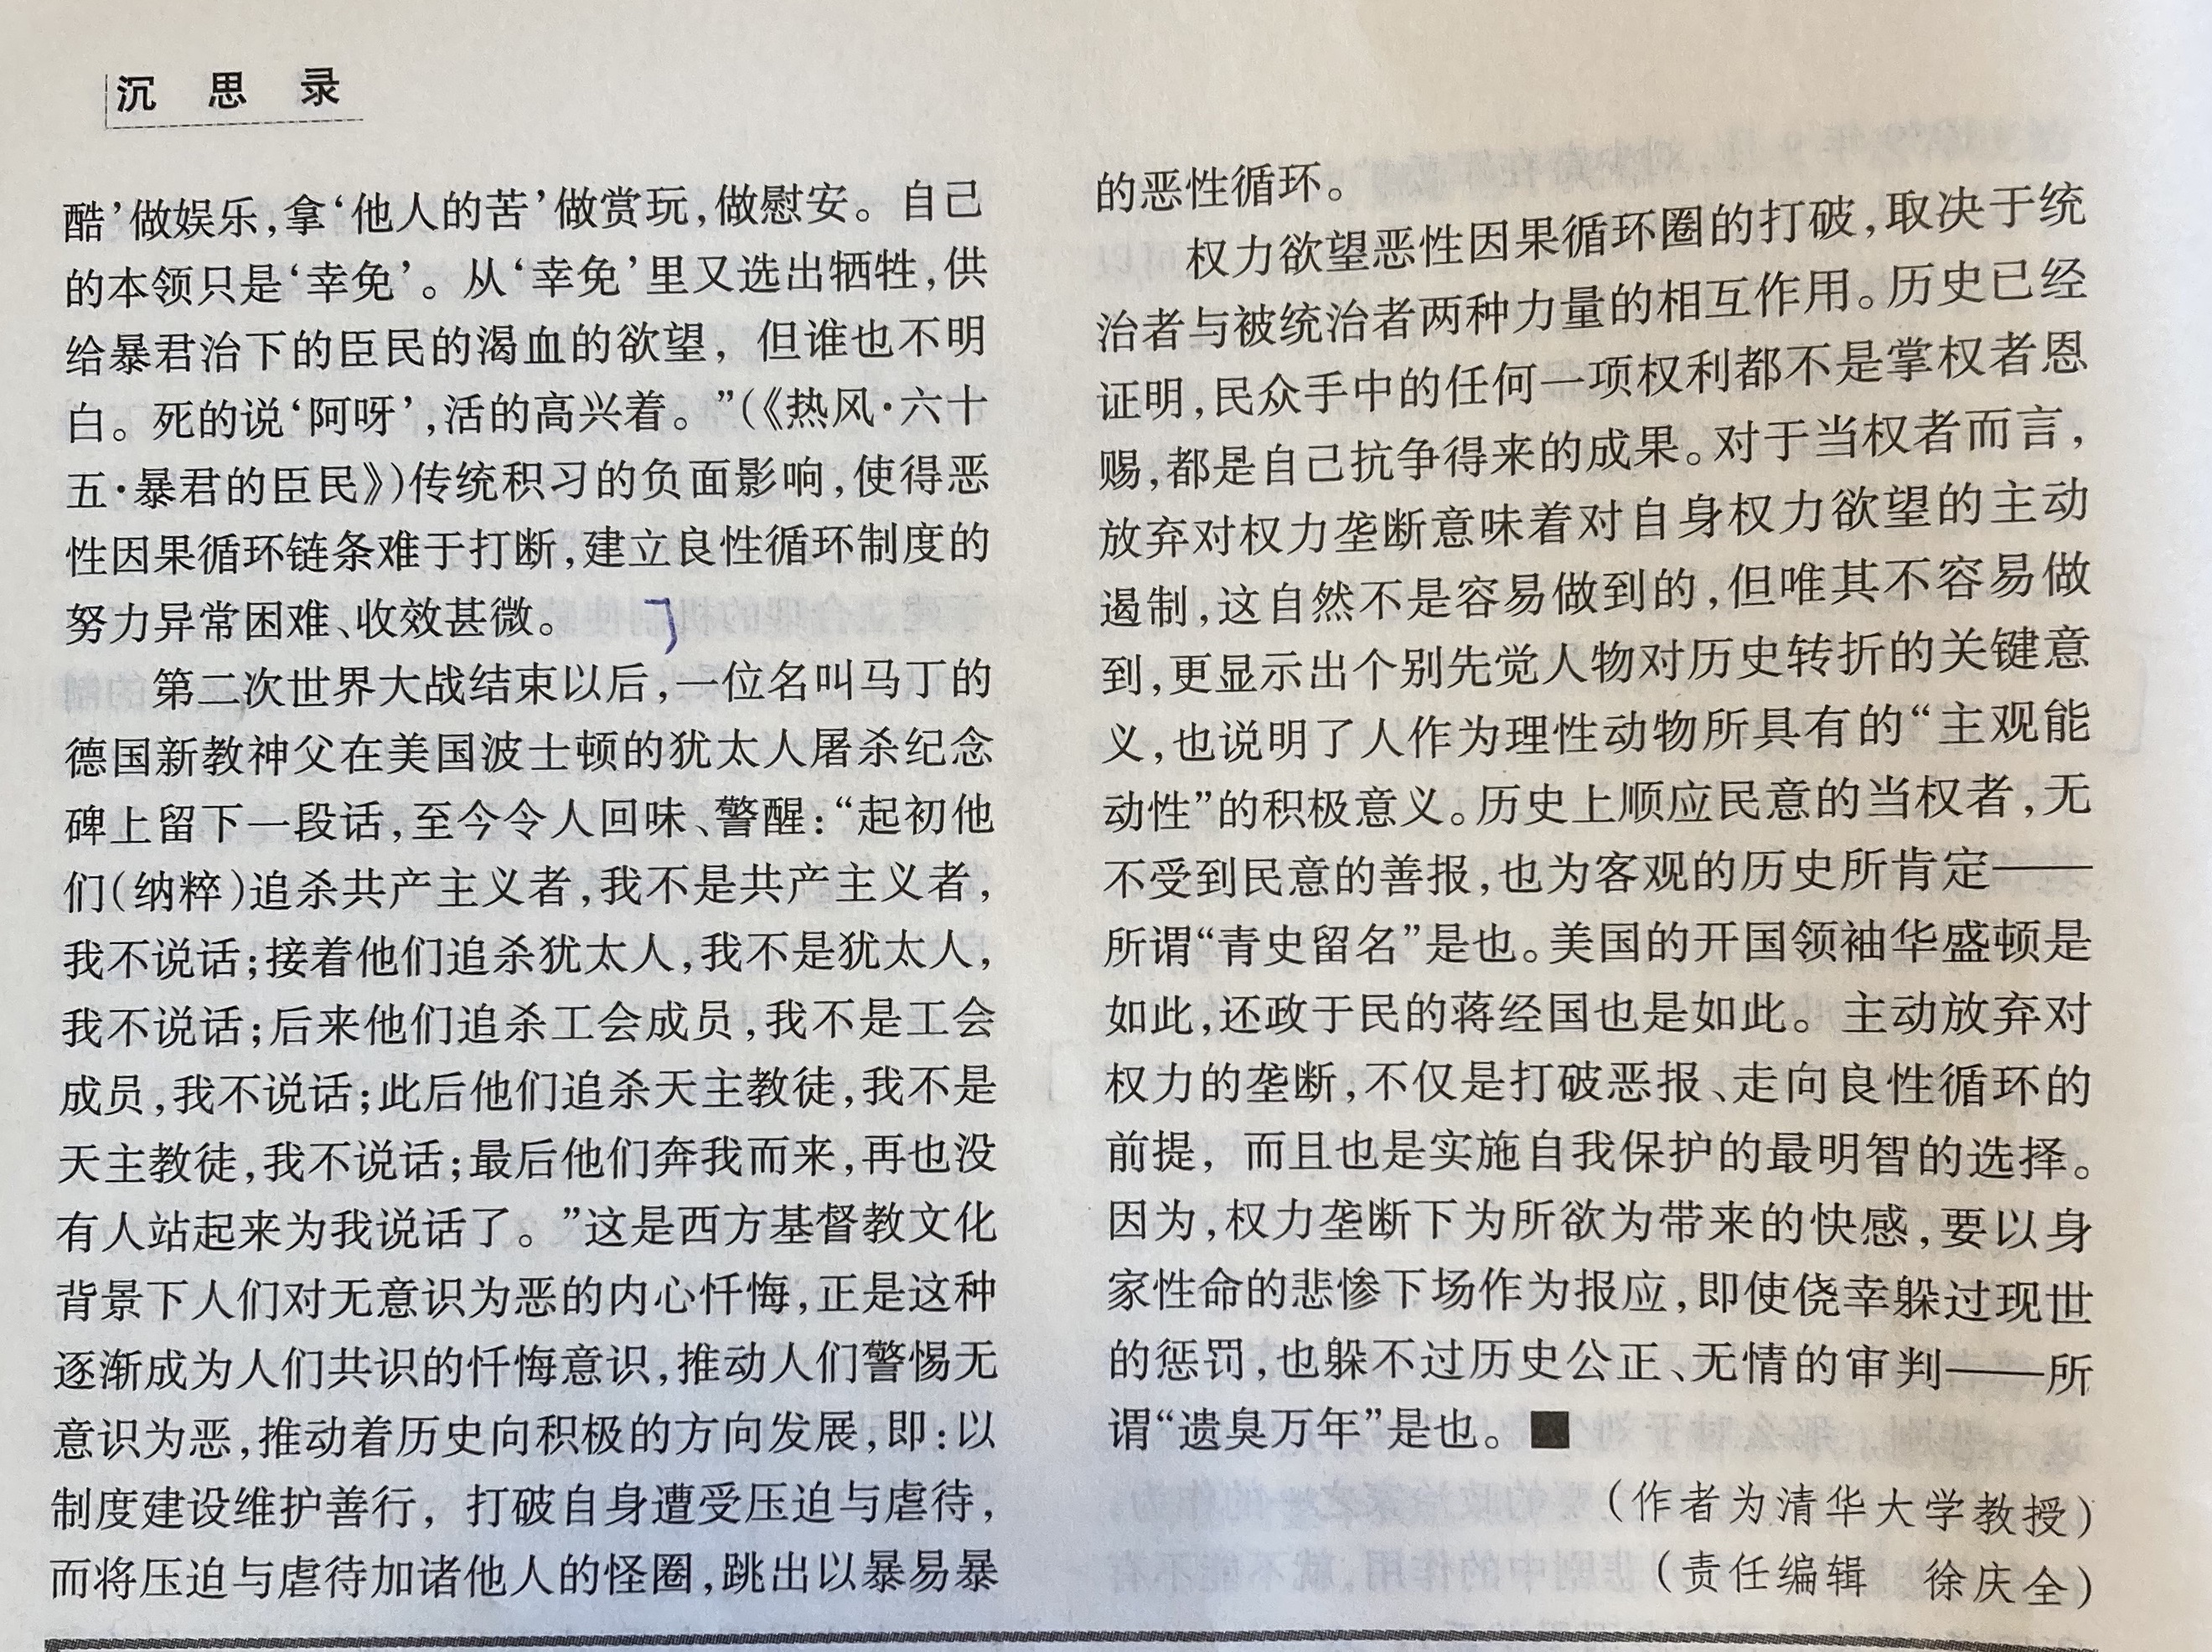 沉思录
酷’做娱乐,拿‘他人的苦’做赏玩,做慰安。自己
的本领只是‘幸免’。从‘幸免’里又选出牺牲,供
给暴君治下的臣民的渴血的欲望，但谁也不明
白。死的说‘阿呀’,活的高兴着。”(《热风·六十
五·暴君的臣民》)传统积习的负面影响,使得恶
性因果循环链条难于打断,建立良性循环制度的
努力异常困难、收效甚微。
第二次世界大战结束以后,一位名叫马丁的
德国新教神父在美国波士顿的犹太人屠杀纪念
碑上留下一段话,至今令人回味、警醒:“起初他
们(纳粹)追杀共产主义者,我不是共产主义者,
我不说话;接着他们追杀犹太人,我不是犹太人,
我不说话;后来他们追杀工会成员,我不是工会
成员,我不说话;此后他们追杀天主教徒,我不是
天主教徒,我不说话;最后他们奔我而来,再也没
有人站起来为我说话了。”这是西方基督教文化
背景下人们对无意识为恶的内心忏悔,正是这种
逐渐成为人们共识的忏悔意识,推动人们警惕无
意识为恶,推动着历史向积极的方向发展,即:以
制度建设维护善行，打破自身遭受压迫与虐待,
而将压迫与虐待加诸他人的怪圈,跳出以暴易暴
的恶性循环。
权力欲望恶性因果循环圈的打破,取决于统
治者与被统治者两种力量的相互作用。历史已经
证明,民众手中的任何一项权利都不是掌权者恩
赐,都是自己抗争得来的成果。对于当权者而言,
放弃对权力垄断意味着对自身权力欲望的主动
遏制,这自然不是容易做到的,但唯其不容易做
到,更显示出个别先觉人物对历史转折的关键意
义,也说明了人作为理性动物所具有的“主观能
动性”的积极意义。历史上顺应民意的当权者,无
不受到民意的善报,也为客观的历史所肯定——
所谓“青史留名”是也。美国的开国领袖华盛顿是
如此,还政于民的蒋经国也是如此。主动放弃对
权力的垄断,不仅是打破恶报、走向良性循环的
前提，而且也是实施自我保护的最明智的选择。
因为,权力垄断下为所欲为带来的快感,要以身
家性命的悲惨下场作为报应,即使侥幸躲过现世
的惩罚,也躲不过历史公正、无情的审判——所
谓“遗臭万年”是也。■
(作者为清华大学教授)
(责任编辑　徐庆全)